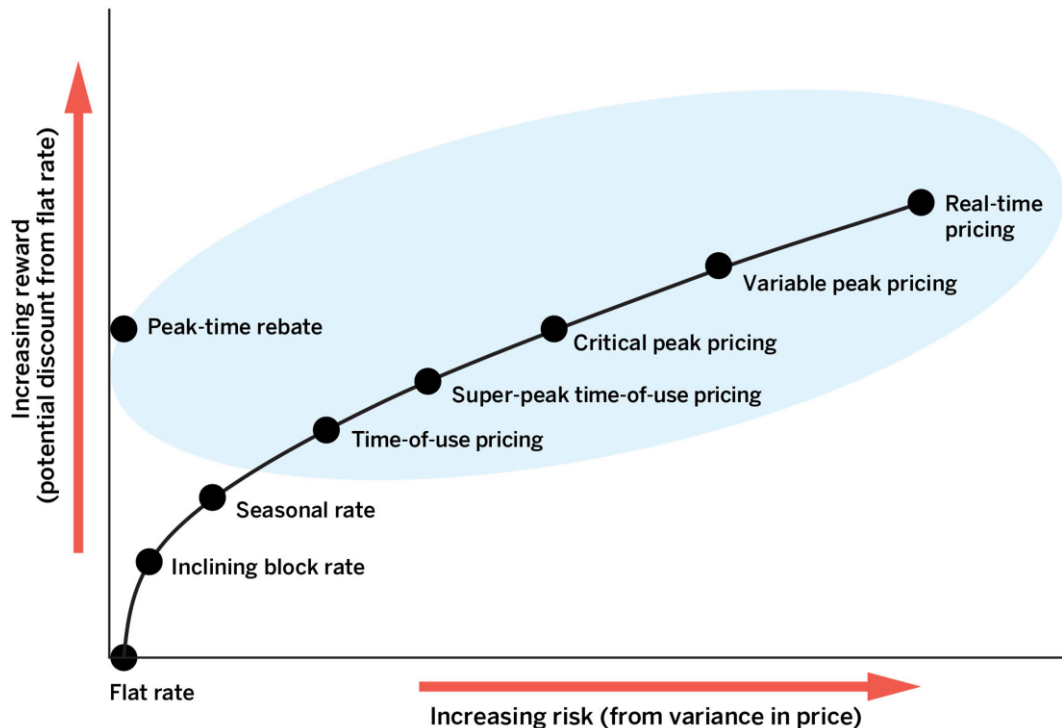 Increasing reward
(potential discount from flat rate)
Real-time
pricing
Variable peak pricing
Peak-time rebate
Critical peak pricing
Super-peak time-of-use pricing
Time-of-use pricing
Seasonal rate
Inclining block rate
Flat rate
Increasing risk (from variance in price)